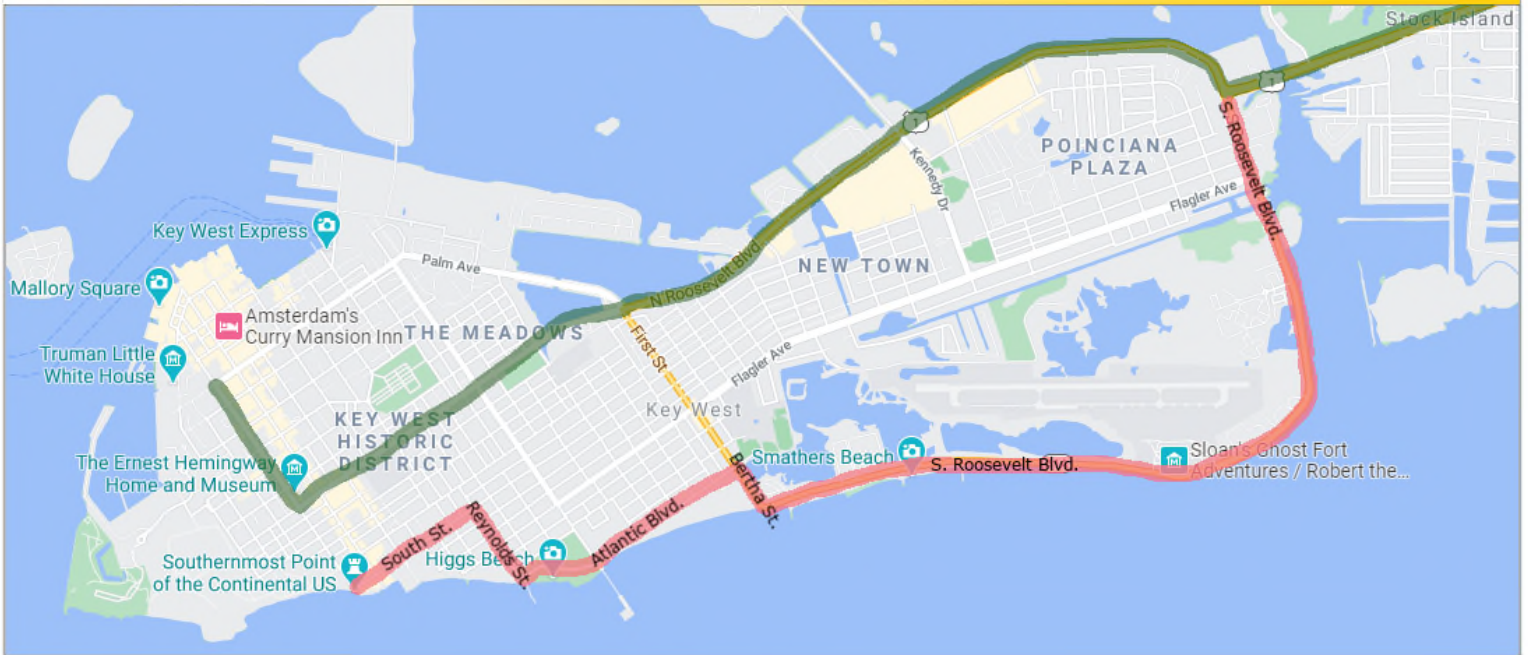 Stock Island
1
1
S. Roosevelt Blvd.
POINCIANA
PLAZA
Kennedy Dr
Flagler Ave
Key West Express
Palm Ave
NEW TOWN
N Roosevelt Blvd
Mallory Square
Amsterdam's
Curry Mansion Inn
THE MEADOWS
First St
Truman Little
White House
Flagler Ave
Key West
KEY WEST
HISTORIC
DISTRICT
The Ernest Hemingway
Home and Museum
Smathers Beach
Bertha St.
S. Roosevelt Blvd.
Sloan's Ghost Fort
Adventures / Robert the...
South St.
Reynolds St.
Atlantic Blvd.
Higgs Beach
Southernmost Point
of the Continental US